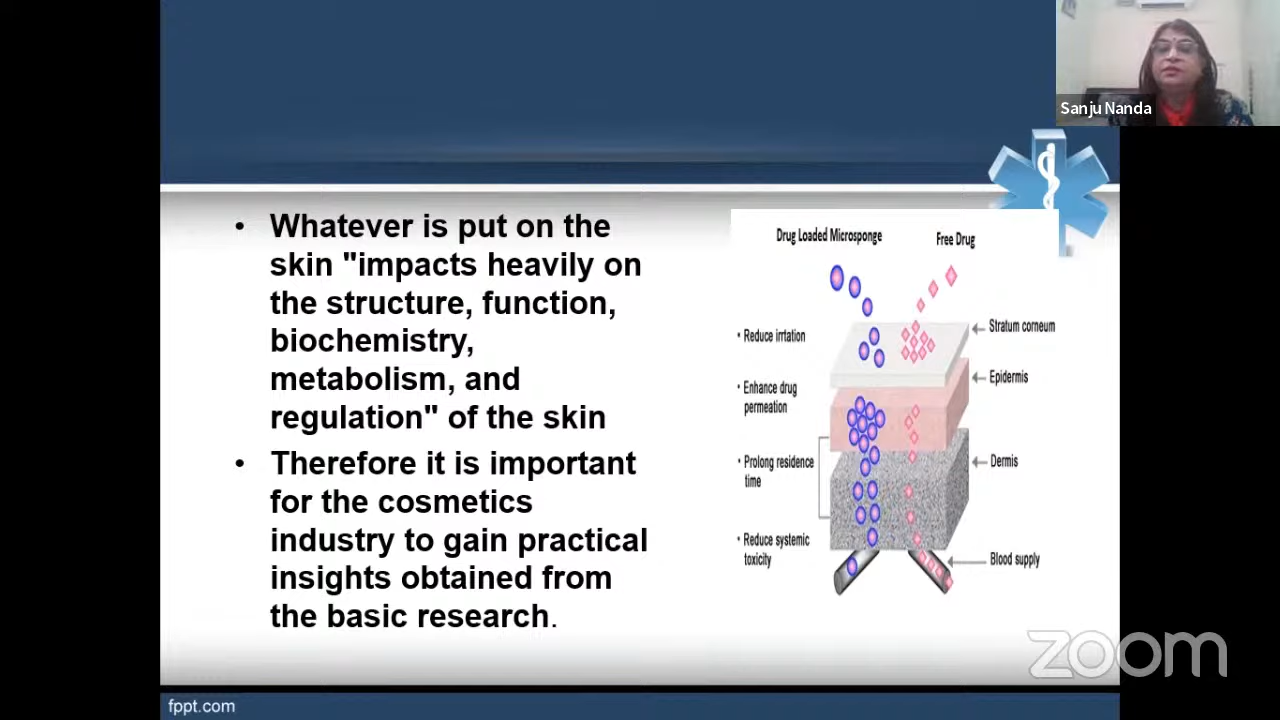 Sanju Nanda
• Whatever is put on the
skin "impacts heavily on
the structure, function,
biochemistry,
metabolism, and
regulation" of the skin
• Therefore it is important
for the cosmetics
industry to gain practical
insights obtained from
the basic research.
Drug Loaded Microsponge
Free Drug
• Reduce irritation
• Enhance drug
permeation
• Prolong residence
time
• Reduce systemic
toxicity
Stratum corneum
Epidermis
Dermis
Blood supply
zoom
fppt.com